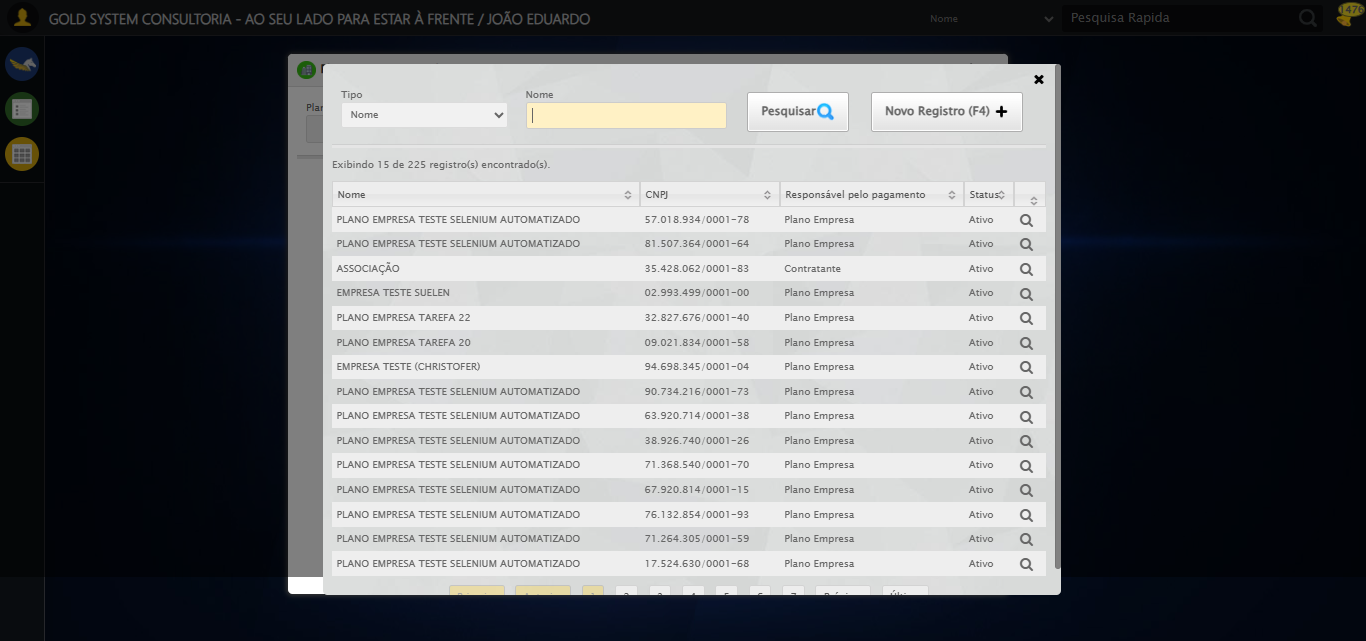 GOLD SYSTEM CONSULTORIA - AO SEU LADO PARA ESTAR À FRENTE / JOÃO EDUARDO
Nome
Pesquisa Rapida
1476
Tipo
Nome
Nome
Pesquisar
Novo Registro (F4)
Exibindo 15 de 225 registro(s) encontrado(s).
Nome CNPJ Responsável pelo pagamento Status
PLANO EMPRESA TESTE SELENIUM AUTOMATIZADO 57.018.934/0001-78 Plano Empresa Ativo
PLANO EMPRESA TESTE SELENIUM AUTOMATIZADO 81.507.364/0001-64 Plano Empresa Ativo
ASSOCIAÇÃO 35.428.062/0001-83 Contratante Ativo
EMPRESA TESTE SUELEN 02.993.499/0001-00 Plano Empresa Ativo
PLANO EMPRESA TAREFA 22 32.827.676/0001-40 Plano Empresa Ativo
PLANO EMPRESA TAREFA 20 09.021.834/0001-58 Plano Empresa Ativo
EMPRESA TESTE (CHRISTOFER) 94.698.345/0001-04 Plano Empresa Ativo
PLANO EMPRESA TESTE SELENIUM AUTOMATIZADO 90.734.216/0001-73 Plano Empresa Ativo
PLANO EMPRESA TESTE SELENIUM AUTOMATIZADO 63.920.714/0001-38 Plano Empresa Ativo
PLANO EMPRESA TESTE SELENIUM AUTOMATIZADO 38.926.740/0001-26 Plano Empresa Ativo
PLANO EMPRESA TESTE SELENIUM AUTOMATIZADO 71.368.540/0001-70 Plano Empresa Ativo
PLANO EMPRESA TESTE SELENIUM AUTOMATIZADO 67.920.814/0001-15 Plano Empresa Ativo
PLANO EMPRESA TESTE SELENIUM AUTOMATIZADO 76.132.854/0001-93 Plano Empresa Ativo
PLANO EMPRESA TESTE SELENIUM AUTOMATIZADO 71.264.305/0001-59 Plano Empresa Ativo
PLANO EMPRESA TESTE SELENIUM AUTOMATIZADO 17.524.630/0001-68 Plano Empresa Ativo